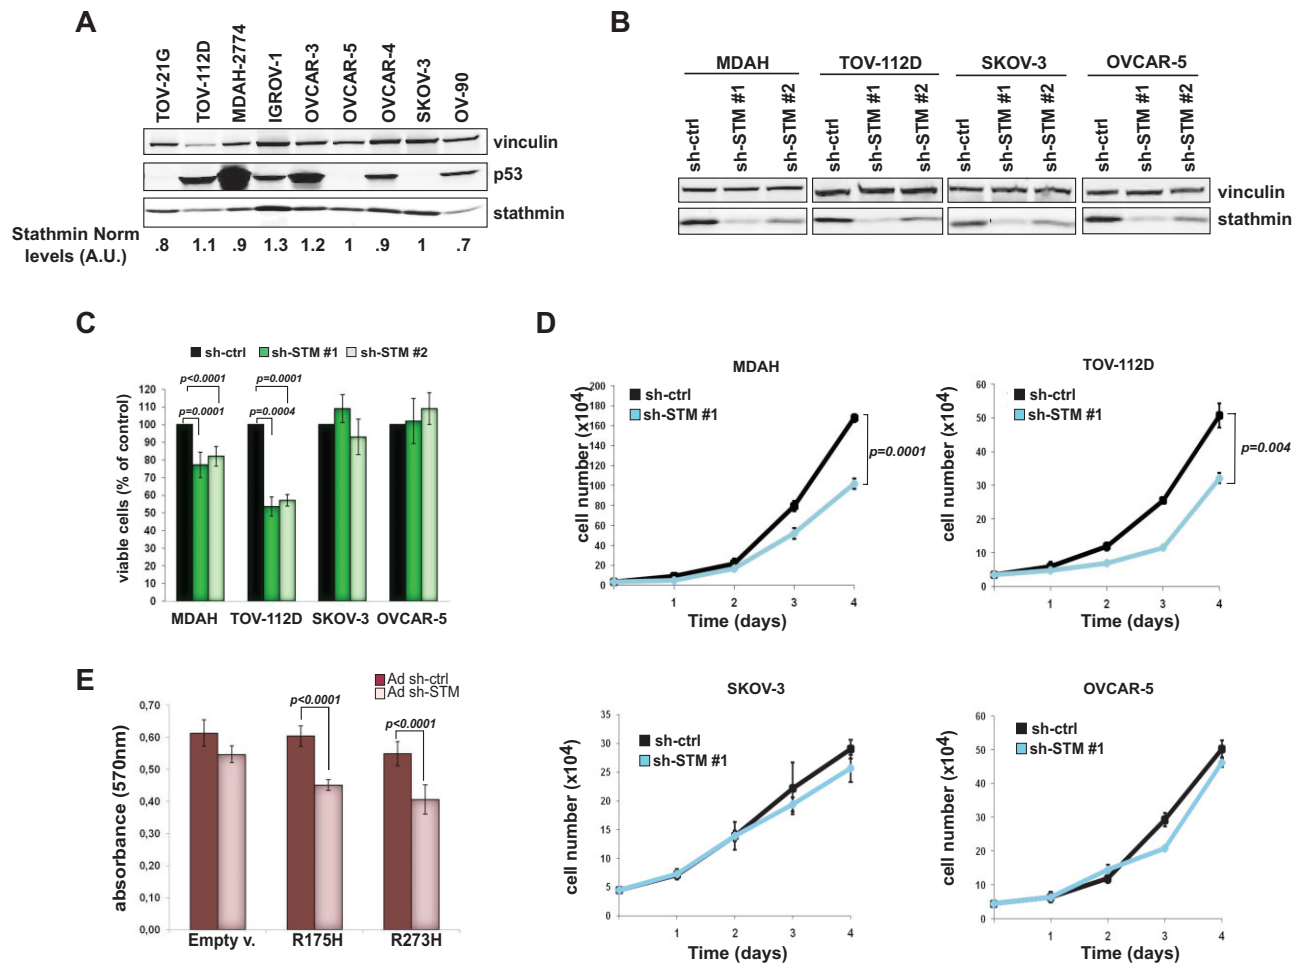 A
TOV-21G
TOV-112D
MDAH-2774
IGROV-1
OVCAR-3
OVCAR-5
OVCAR-4
SKOV-3
OV-90
vinculin
p53
stathmin
Stathmin Norm
levels (A.U.)
.8 1.1 .9 1.3 1.2 1 .9 1 .7
B
MDAH TOV-112D SKOV-3 OVCAR-5
sh-ctrl
sh-STM #1
sh-STM #2
sh-ctrl
sh-STM #1
sh-STM #2
sh-ctrl
sh-STM #1
sh-STM #2
sh-ctrl
sh-STM #1
sh-STM #2
vinculin
stathmin
C
sh-ctrl sh-STM #1 sh-STM #2
p<0.0001 p=0.0001
p=0.0001 p=0.0004
viable cells (% of control)
120
110
100
90
80
70
60
50
40
30
20
10
0
MDAH TOV-112D SKOV-3 OVCAR-5
D
MDAH
sh-ctrl
sh-STM #1
p=0.0001
cell number (x104)
200
180
160
140
120
100
80
60
40
20
0
1 2 3 4
Time (days)
TOV-112D
sh-ctrl
sh-STM #1
p=0.004
cell number (x104)
60
50
40
30
20
10
0
1 2 3 4
Time (days)
SKOV-3
sh-ctrl
sh-STM #1
cell number (x104)
35
30
25
20
15
10
5
0
1 2 3 4
Time (days)
OVCAR-5
sh-ctrl
sh-STM #1
cell number (x104)
60
50
40
30
20
10
0
1 2 3 4
Time (days)
E
Ad sh-ctrl
Ad sh-STM
p<0.0001
p<0.0001
absorbance (570nm)
0,70
0,60
0,50
0,40
0,30
0,20
0,10
0,00
Empty v. R175H R273H